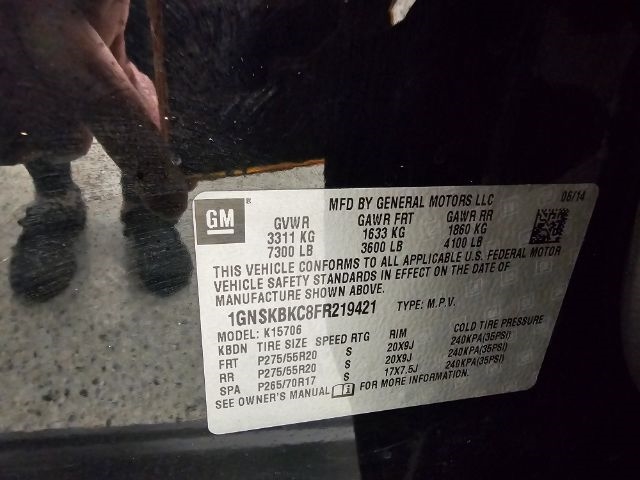 GM
®
MFD BY GENERAL MOTORS LLC 06/14
GVWR GAWR FRT GAWR RR
3311 KG 1633 KG 1860 KG
7300 LB 3600 LB 4100 LB
THIS VEHICLE CONFORMS TO ALL APPLICABLE U.S. FEDERAL MOTOR
VEHICLE SAFETY STANDARDS IN EFFECT ON THE DATE OF
MANUFACTURE SHOWN ABOVE.
1GNSKBKC8FR219421 TYPE: M.P.V.
MODEL: K15706
KBDN TIRE SIZE SPEED RTG RIM COLD TIRE PRESSURE
FRT P275/55R20 S 20X9J 240KPA(35PSI)
RR P275/55R20 S 20X9J 240KPA(35PSI)
SPA P265/70R17 S 17X7.5J 240KPA(35PSI)
SEE OWNER'S MANUAL FOR MORE INFORMATION.